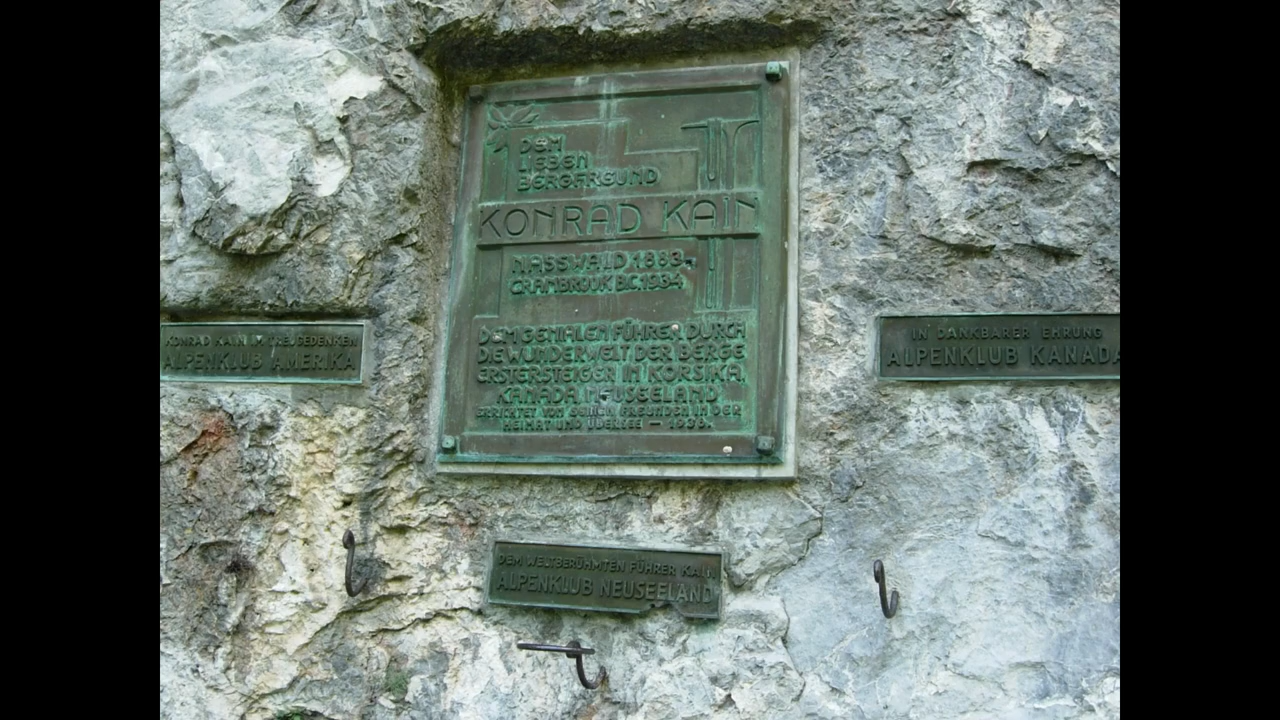 DEM
LIEBEN
BERGFREUND
KONRAD KAIN
NASSWALD 1883,
CRAMBROOK B.C. 1934
DEM GENIALEN FÜHRER DURCH
DIE WUNDERWELT DER BERGE
ERSTERSTEIGER IN KORSIKA,
KANADA, NEUSEELAND
ERRICHTET VON SEINEN FREUNDEN IN DER
HEIMAT UND ÜBERSEE — 1936.
KONRAD KAIN IM TREUGEDENKEN
ALPENKLUB AMERIKA
IN DANKBARER EHRUNG
ALPENKLUB KANADA
DEM WELTBERÜHMTEN FÜHRER KAIN
ALPENKLUB NEUSEELAND